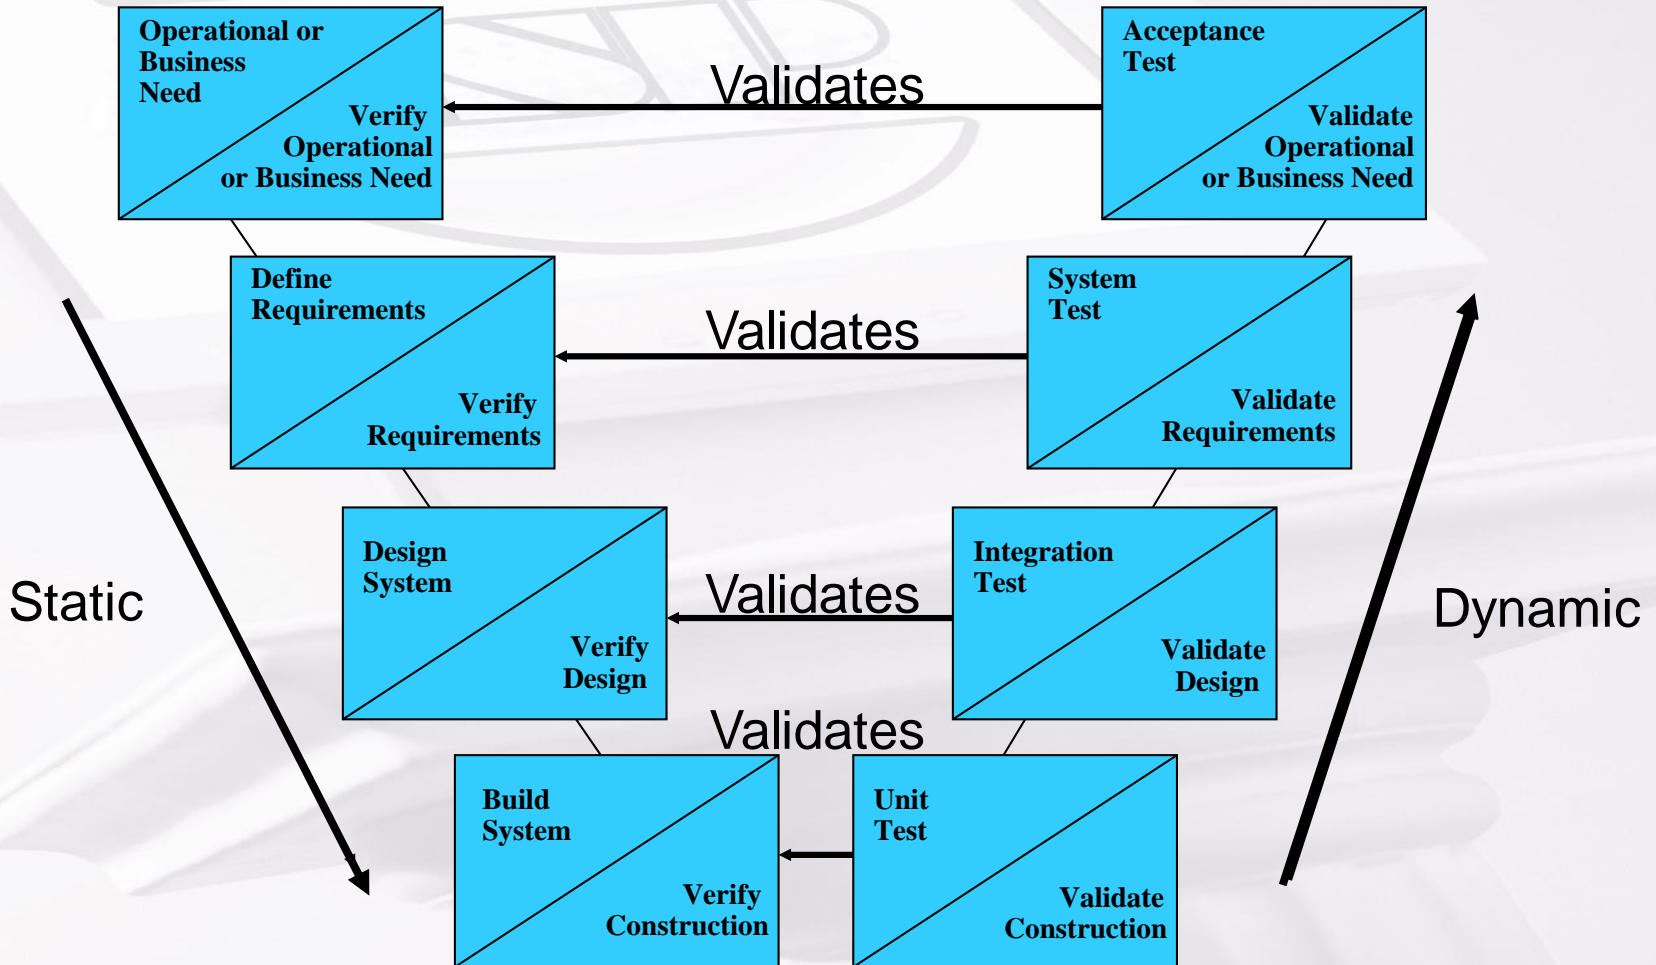 Operational or
Business
Need
Verify
Operational
or Business Need
Validates
Acceptance
Test
Validate
Operational
or Business Need
Define
Requirements
Verify
Requirements
Validates
System
Test
Validate
Requirements
Static
Design
System
Verify
Design
Validates
Integration
Test
Validate
Design
Dynamic
Build
System
Verify
Construction
Validates
Unit
Test
Validate
Construction